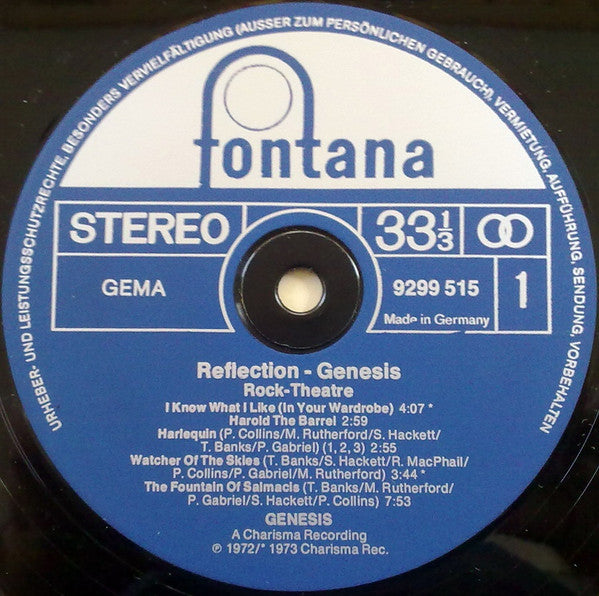 URHEBER- UND LEISTUNGSSCHUTZRECHTE, BESONDERS VERVIELFÄLTIGUNG (AUSSER ZUM PERSÖNLICHEN GEBRAUCH), VERMIETUNG, AUFFÜHRUNG, SENDUNG, VORBEHALTEN
fontana
STEREO 33 1/3
GEMA 9299 515 1
Made in Germany
Reflection - Genesis
Rock-Theatre
I Know What I Like (In Your Wardrobe) 4:07 *
Harold The Barrel 2:59
Harlequin (P. Collins/M. Rutherford/S. Hackett/
T. Banks/P. Gabriel) (1, 2, 3) 2:55
Watcher Of The Skies (T. Banks/S. Hackett/R. MacPhail/
P. Collins/P. Gabriel/M. Rutherford) 3:44 *
The Fountain Of Salmacis (T. Banks/M. Rutherford/
P. Gabriel/S. Hackett/P. Collins) 7:53
GENESIS
A Charisma Recording
℗ 1972/* 1973 Charisma Rec.